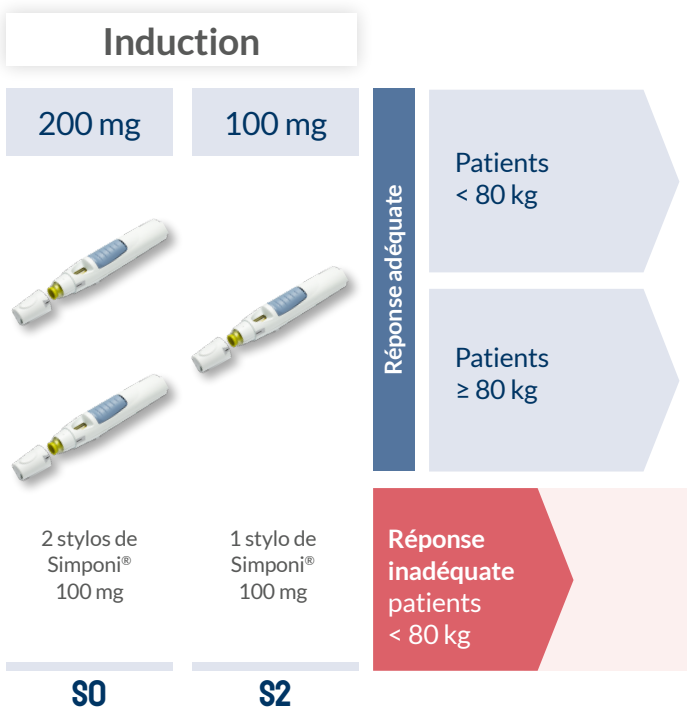 Induction
200 mg
100 mg
Réponse adéquate
Patients
< 80 kg
Patients
≥ 80 kg
2 stylos de
Simponi®
100 mg
1 stylo de
Simponi®
100 mg
Réponse
inadéquate
patients
< 80 kg
S0
S2